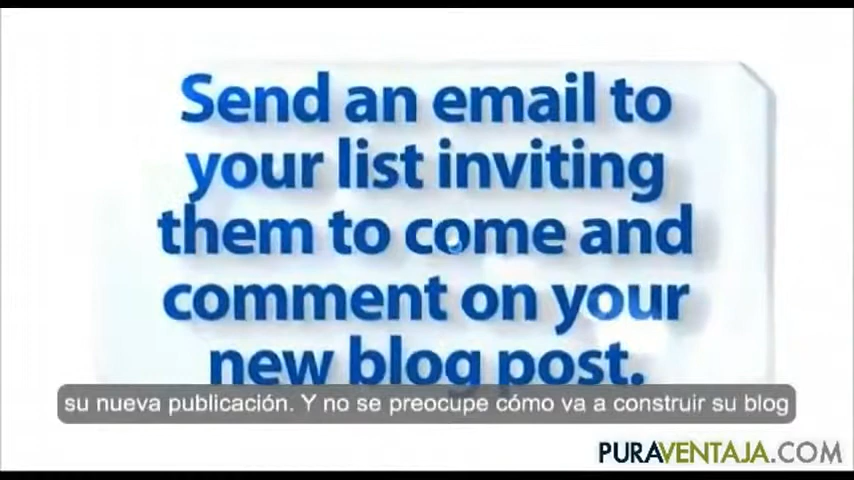 Send an email to
your list inviting
them to come and
comment on your
new blog post.
su nueva publicación. Y no se preocupe cómo va a construir su blog
PURAVENTAJA.COM